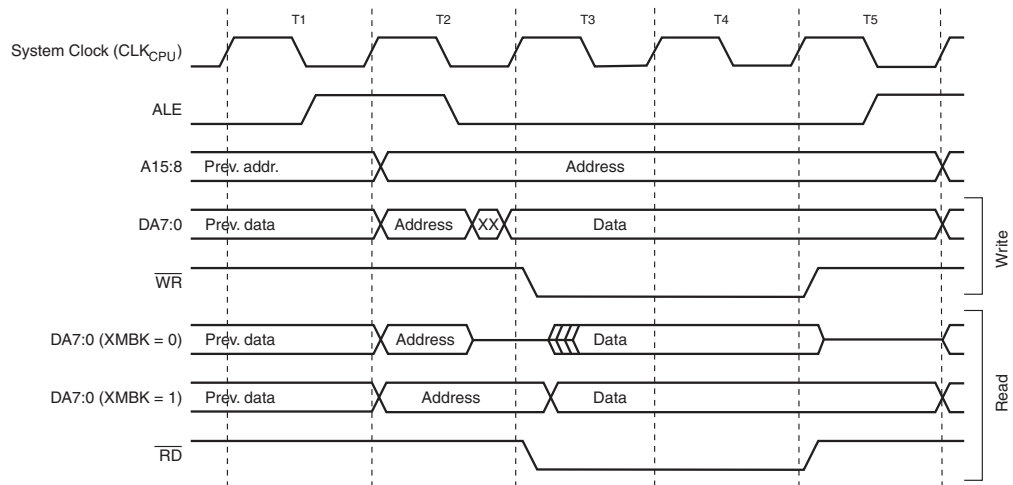 T1 T2 T3 T4 T5
System Clock (CLKCPU)
ALE
A15:8 Prev. addr. Address
DA7:0 Prev. data Address XX Data
WR
Write
DA7:0 (XMBK = 0) Prev. data Address Data
DA7:0 (XMBK = 1) Prev. data Address Data
RD
Read